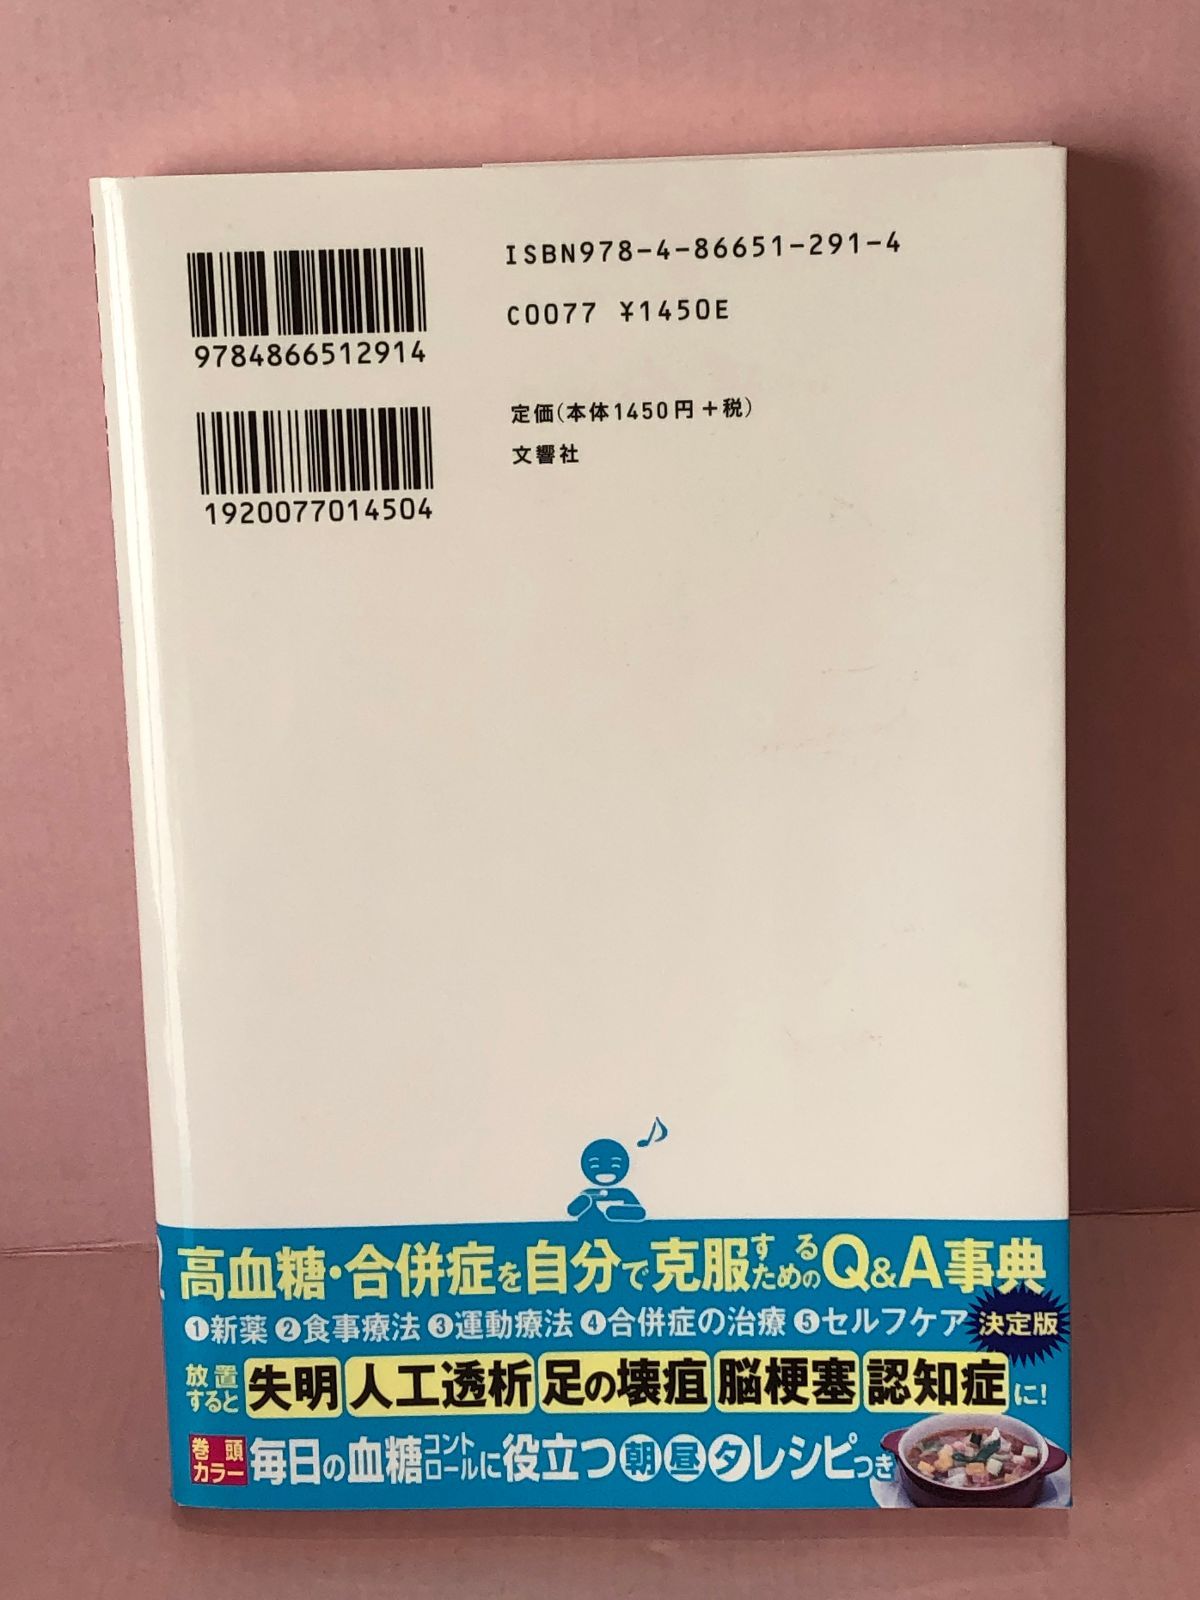 ISBN978-4-86651-291-4
9784866512914
C0077 ¥1450E
1920077014504
定価(本体1450円+税)
文響社
高血糖・合併症を自分で克服するためのQ&A事典
❶新薬 ❷食事療法 ❸運動療法 ❹合併症の治療 ❺セルフケア 決定版
放置すると 失明 人工透析 足の壊疽 脳梗塞 認知症 に!
巻頭カラー 毎日の血糖コントロールに役立つ朝昼夕レシピつき